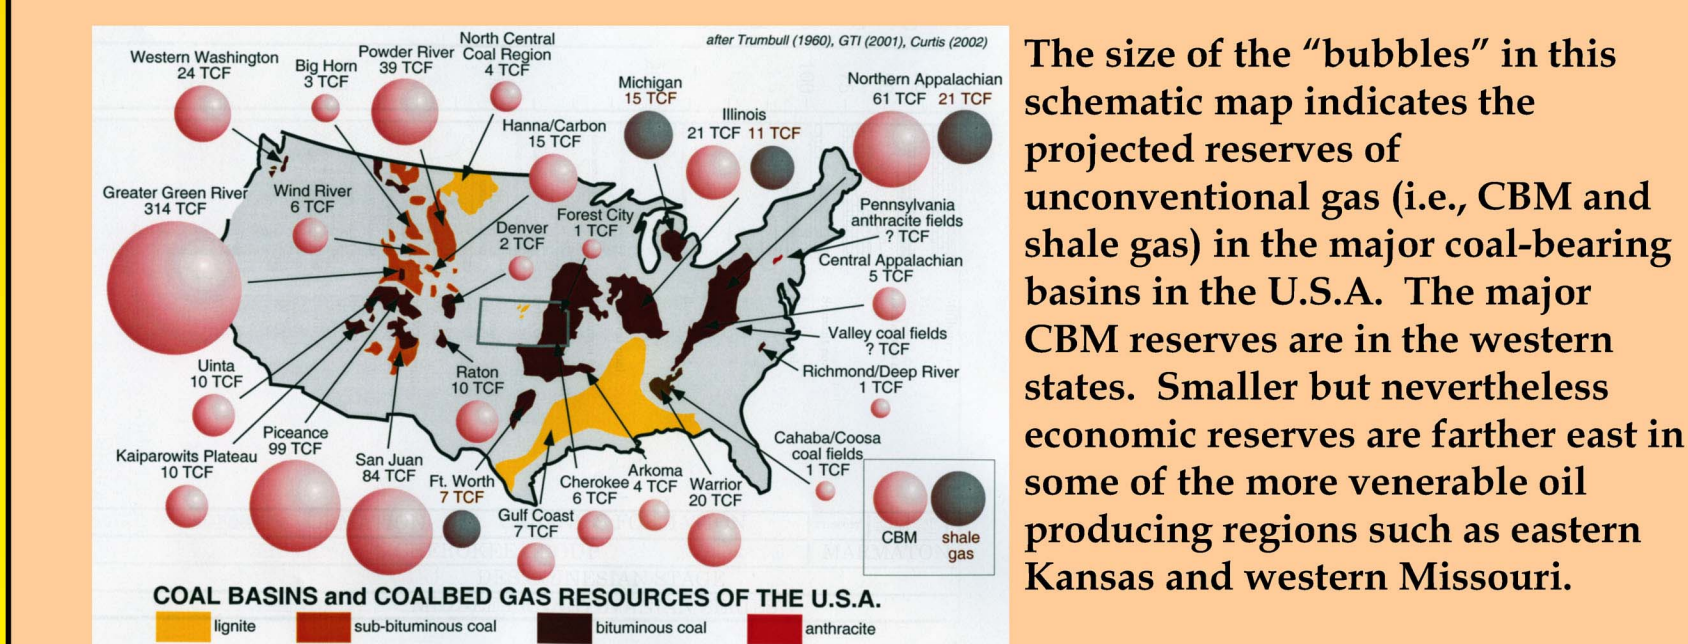 after Trumbull (1960), GTI (2001), Curtis (2002)
Western Washington
24 TCF
Big Horn
3 TCF
Powder River
39 TCF
North Central
Coal Region
4 TCF
Michigan
15 TCF
Northern Appalachian
61 TCF 21 TCF
Illinois
21 TCF 11 TCF
Hanna/Carbon
15 TCF
Greater Green River
314 TCF
Wind River
6 TCF
Forest City
1 TCF
Denver
2 TCF
Pennsylvania
anthracite fields
? TCF
Central Appalachian
5 TCF
Valley coal fields
? TCF
Richmond/Deep River
1 TCF
Uinta
10 TCF
Raton
10 TCF
Piceance
99 TCF
Kaiparowits Plateau
10 TCF
San Juan
84 TCF
Ft. Worth
7 TCF
Gulf Coast
7 TCF
Cherokee
6 TCF
Arkoma
4 TCF
Warrior
20 TCF
Cahaba/Coosa
coal fields
1 TCF
CBM
shale
gas
COAL BASINS and COALBED GAS RESOURCES OF THE U.S.A.
lignite
sub-bituminous coal
bituminous coal
anthracite
The size of the “bubbles” in this
schematic map indicates the
projected reserves of
unconventional gas (i.e., CBM and
shale gas) in the major coal-bearing
basins in the U.S.A. The major
CBM reserves are in the western
states. Smaller but nevertheless
economic reserves are farther east in
some of the more venerable oil
producing regions such as eastern
Kansas and western Missouri.